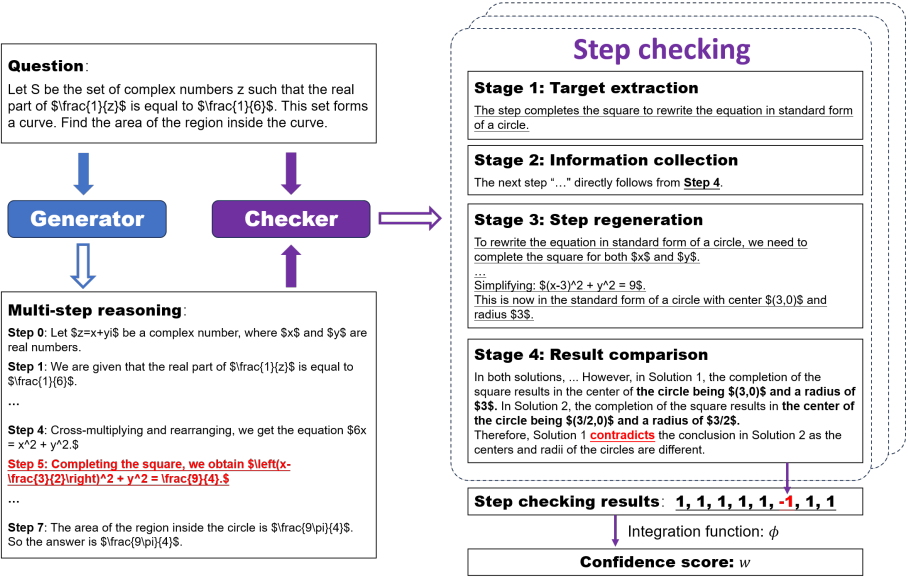 Question:
Let S be the set of complex numbers z such that the real
part of $\frac{1}{z}$ is equal to $\frac{1}{6}$. This set forms
a curve. Find the area of the region inside the curve.
Generator
Checker
Multi-step reasoning:
Step 0: Let $z=x+yi$ be a complex number, where $x$ and $y$ are
real numbers.
Step 1: We are given that the real part of $\frac{1}{z}$ is equal to
$\frac{1}{6}$.
...
Step 4: Cross-multiplying and rearranging, we get the equation $6x
= x^2 + y^2.$
Step 5: Completing the square, we obtain $\left(x-
\frac{3}{2}\right)^2 + y^2 = \frac{9}{4}.$
...
Step 7: The area of the region inside the circle is $\frac{9\pi}{4}$.
So the answer is $\frac{9\pi}{4}$.
Step checking
Stage 1: Target extraction
The step completes the square to rewrite the equation in standard form
of a circle.
Stage 2: Information collection
The next step “…” directly follows from Step 4.
Stage 3: Step regeneration
To rewrite the equation in standard form of a circle, we need to
complete the square for both $x$ and $y$.
...
Simplifying: $(x-3)^2 + y^2 = 9$.
This is now in the standard form of a circle with center $(3,0)$ and
radius $3$.
Stage 4: Result comparison
In both solutions, ... However, in Solution 1, the completion of the
square results in the center of the circle being $(3,0)$ and a radius of
$3$. In Solution 2, the completion of the square results in the center of
the circle being $(3/2,0)$ and a radius of $3/2$.
Therefore, Solution 1 contradicts the conclusion in Solution 2 as the
centers and radii of the circles are different.
Step checking results: 1, 1, 1, 1, 1, -1, 1, 1
Integration function: ϕ
Confidence score: w